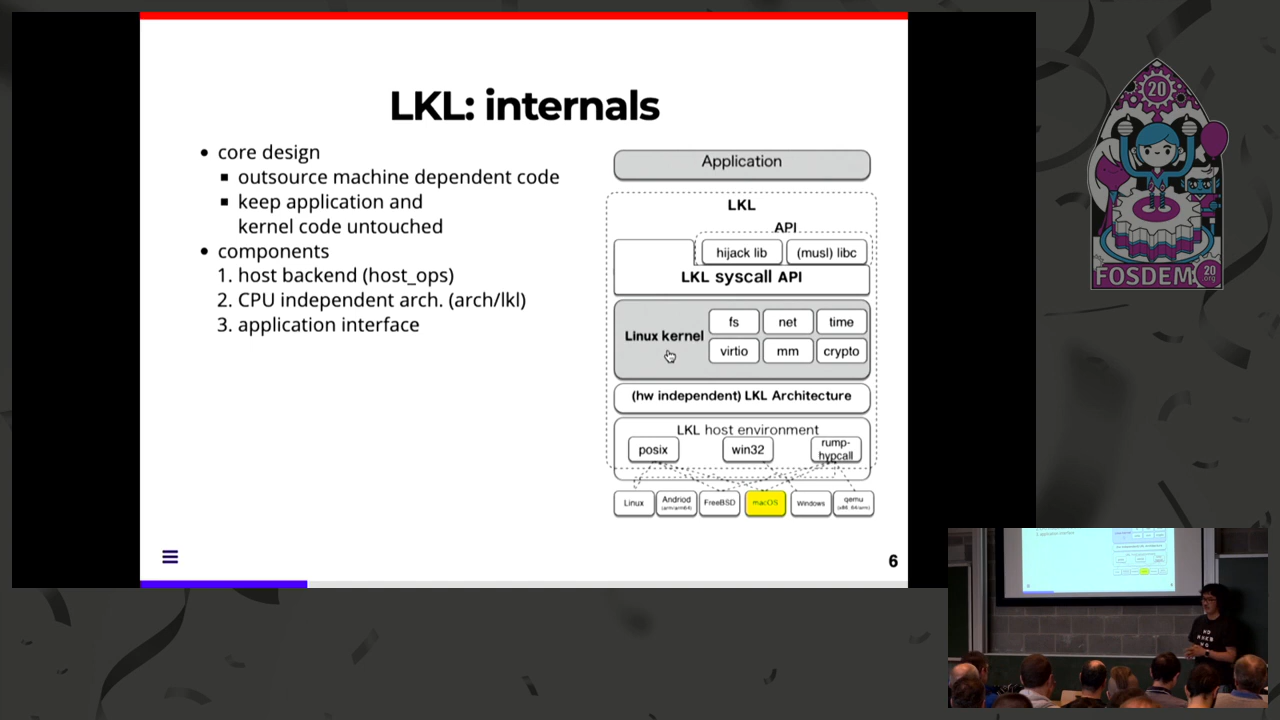 LKL: internals
core design
outsource machine dependent code
keep application and
kernel code untouched
components
1. host backend (host_ops)
2. CPU independent arch. (arch/lkl)
3. application interface
Application
LKL
API
hijack lib
(musl) libc
LKL syscall API
Linux kernel
fs
net
time
virtio
mm
crypto
(hw independent) LKL Architecture
LKL host environment
posix
win32
rump-
hypcall
Linux
Andriod
(arm/arm64)
FreeBSD
macOS
Windows
qemu
6
20
FOSDEM
20
.org